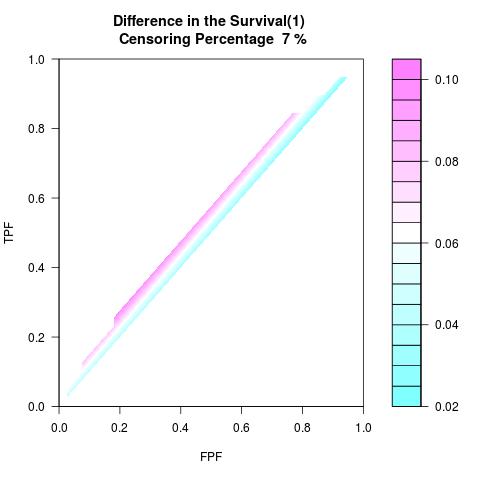 Difference in the Survival(1)
Censoring Percentage 7 %
1.0
0.8
0.6
0.4
0.2
0.0
TPF
0.0 0.2 0.4 0.6 0.8 1.0
FPF
0.10
0.08
0.06
0.04
0.02